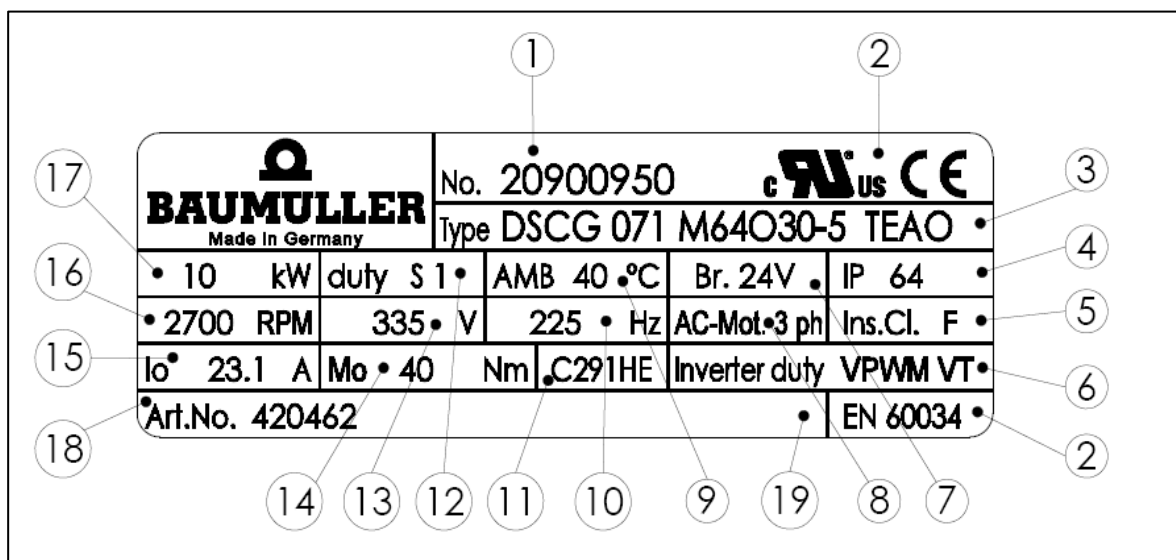 1 2
BAUMULLER
Made in Germany
No. 20900950 c RU US CE
Type DSCG 071 M64O30-5 TEAO 3
17 10 kW duty S 1 AMB 40 °C Br. 24V IP 64 4
16 2700 RPM 335 V 225 Hz AC-Mot. 3 ph Ins.Cl. F 5
15 Io 23.1 A Mo 40 Nm C291HE Inverter duty VPWM VT 6
18 Art.No. 420462 EN 60034 2
14 13 12 11 10 9 19 8 7